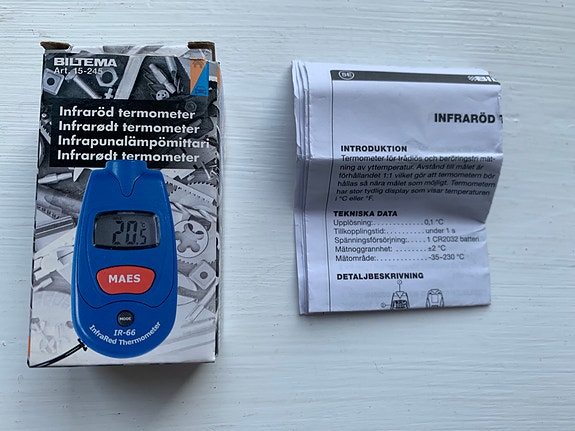 BILTEMA
Art. 15-245
Infraröd termometer
Infrarødt termometer
Infrapunalämpömittari
Infrarødt termometer
20.5
MAES
MODE
IR-66
InfraRed Thermometer
SE
INFRARÖD
INTRODUKTION
Termometer för trådlös och beröringsfri mät-
ning av yttemperatur. Avstånd till målet är
förhållandet 1:1 vilket gör att termometern bör
hållas så nära målet som möjligt. Termometern
har stor tydlig display som visar temperaturen
i °C eller °F.
TEKNISKA DATA
Upplösning: 0,1 °C
Tillkopplingstid: under 1 s
Spänningsförsörjning: 1 CR2032 batteri
Mätnoggrannhet: ±2 °C
Mätområde: -35-230 °C
DETALJBESKRIVNING